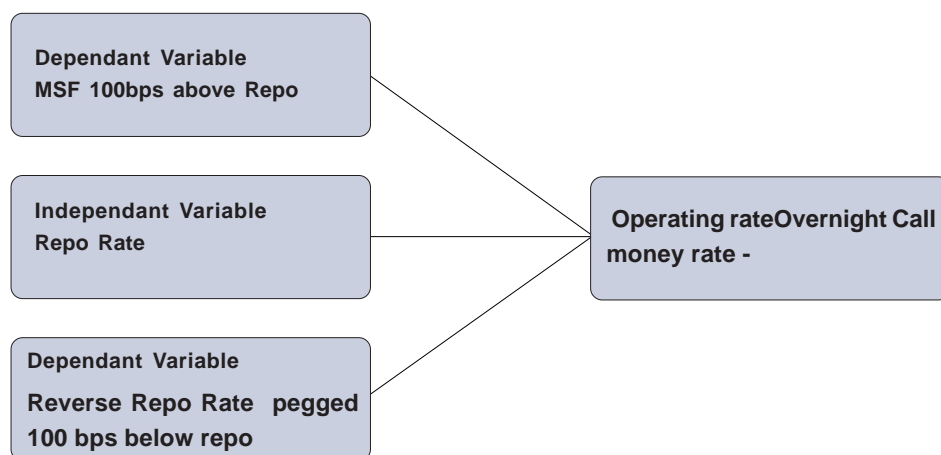 Dependant Variable
MSF 100bps above Repo
Independant Variable
Repo Rate
Dependant Variable
Reverse Repo Rate pegged
100 bps below repo
Operating rateOvernight Call
money rate -